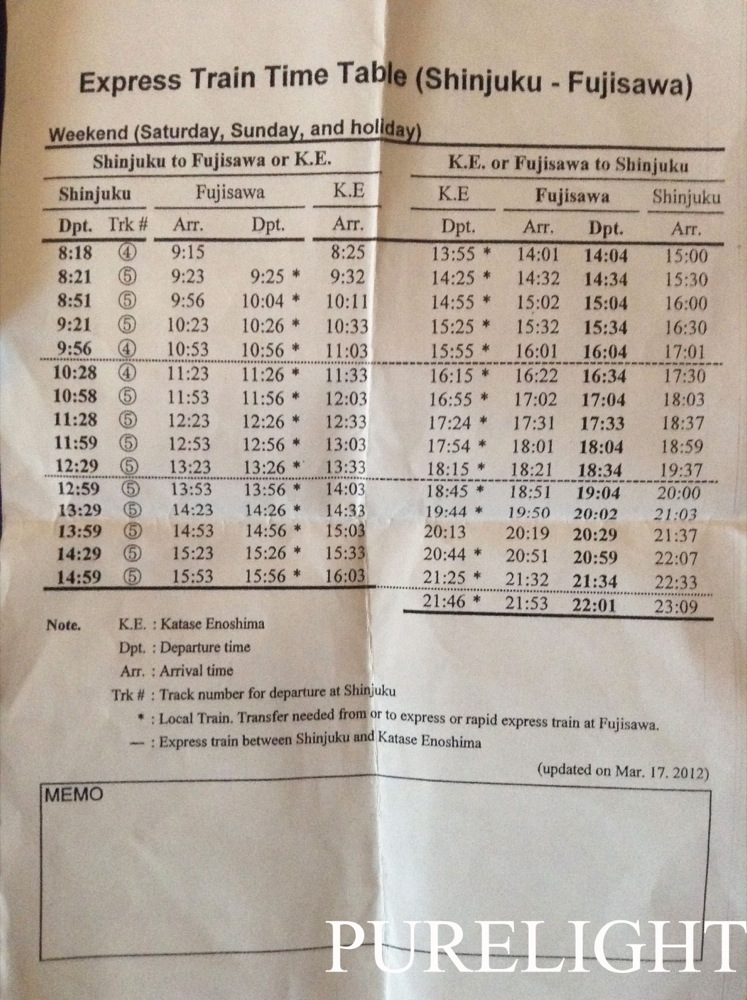 Express Train Time Table (Shinjuku - Fujisawa)
Weekend (Saturday, Sunday, and holiday)
Shinjuku to Fujisawa or K.E.
Shinjuku Fujisawa K.E
Dpt. Trk # Arr. Dpt. Arr.
8:18 ④ 9:15 8:25
8:21 ⑤ 9:23 9:25 * 9:32
8:51 ⑤ 9:56 10:04 * 10:11
9:21 ⑤ 10:23 10:26 * 10:33
9:56 ④ 10:53 10:56 * 11:03
10:28 ④ 11:23 11:26 * 11:33
10:58 ⑤ 11:53 11:56 * 12:03
11:28 ⑤ 12:23 12:26 * 12:33
11:59 ⑤ 12:53 12:56 * 13:03
12:29 ⑤ 13:23 13:26 * 13:33
12:59 ⑤ 13:53 13:56 * 14:03
13:29 ⑤ 14:23 14:26 * 14:33
13:59 ⑤ 14:53 14:56 * 15:03
14:29 ⑤ 15:23 15:26 * 15:33
14:59 ⑤ 15:53 15:56 * 16:03
K.E. or Fujisawa to Shinjuku
K.E Fujisawa Shinjuku
Dpt. Arr. Dpt. Arr.
13:55 * 14:01 14:04 15:00
14:25 * 14:32 14:34 15:30
14:55 * 15:02 15:04 16:00
15:25 * 15:32 15:34 16:30
15:55 * 16:01 16:04 17:01
16:15 * 16:22 16:34 17:30
16:55 * 17:02 17:04 18:03
17:24 * 17:31 17:33 18:37
17:54 * 18:01 18:04 18:59
18:15 * 18:21 18:34 19:37
18:45 * 18:51 19:04 20:00
19:44 * 19:50 20:02 21:03
20:13 20:19 20:29 21:37
20:44 * 20:51 20:59 22:07
21:25 * 21:32 21:34 22:33
21:46 * 21:53 22:01 23:09
Note. K.E. : Katase Enoshima
Dpt. : Departure time
Arr. : Arrival time
Trk # : Track number for departure at Shinjuku
* : Local Train. Transfer needed from or to express or rapid express train at Fujisawa.
— : Express train between Shinjuku and Katase Enoshima
(updated on Mar. 17. 2012)
MEMO
PURELIGHT